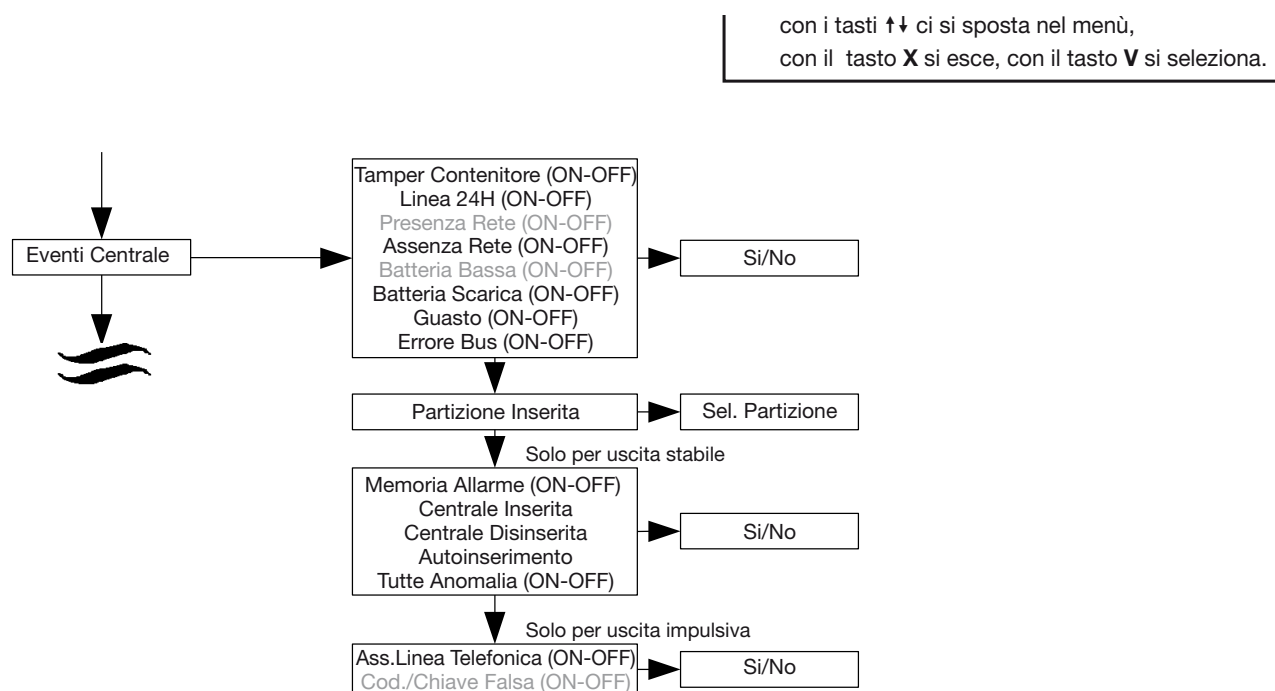 con i tasti ↑↓ ci si sposta nel menù,
con il tasto X si esce, con il tasto V si seleziona.
Eventi Centrale
Tamper Contenitore (ON-OFF)
Linea 24H (ON-OFF)
Presenza Rete (ON-OFF)
Assenza Rete (ON-OFF)
Batteria Bassa (ON-OFF)
Batteria Scarica (ON-OFF)
Guasto (ON-OFF)
Errore Bus (ON-OFF)
Si/No
Partizione Inserita
Sel. Partizione
Solo per uscita stabile
Memoria Allarme (ON-OFF)
Centrale Inserita
Centrale Disinserita
Autoinserimento
Tutte Anomalia (ON-OFF)
Si/No
Solo per uscita impulsiva
Ass.Linea Telefonica (ON-OFF)
Cod./Chiave Falsa (ON-OFF)
Si/No